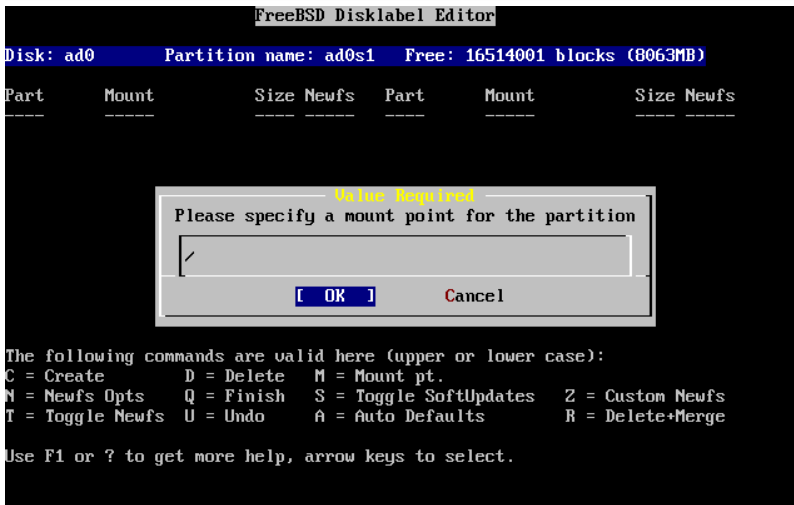 FreeBSD Disklabel Editor
Disk: ad0 Partition name: ad0s1 Free: 16514001 blocks (8063MB)
Part Mount Size Newfs Part Mount Size Newfs
---- ----- ---- ----- ---- ----- ---- -----
Value Required
Please specify a mount point for the partition
/
[ OK ] Cancel
The following commands are valid here (upper or lower case):
C = Create D = Delete M = Mount pt.
N = Newfs Opts Q = Finish S = Toggle SoftUpdates Z = Custom Newfs
T = Toggle Newfs U = Undo A = Auto Defaults R = Delete+Merge
Use F1 or ? to get more help, arrow keys to select.